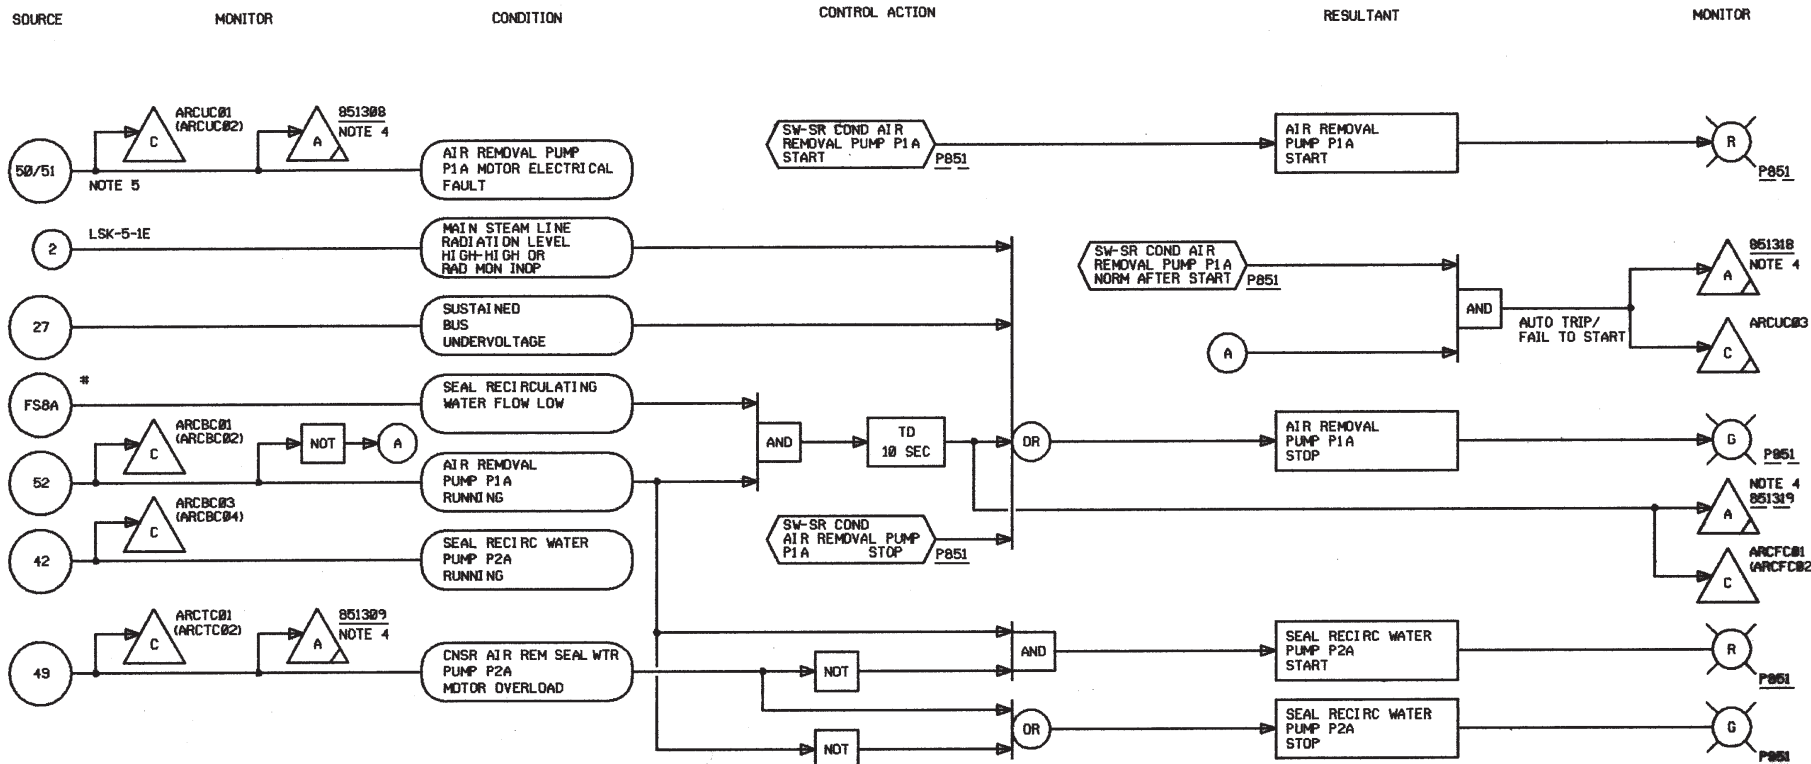 SOURCE
MONITOR
CONDITION
CONTROL ACTION
RESULTANT
MONITOR
50/51
NOTE 5
C
ARCUC01
(ARCUC02)
A
851308
NOTE 4
AIR REMOVAL PUMP
P1A MOTOR ELECTRICAL
FAULT
SW-SR COND AIR
REMOVAL PUMP P1A
START
P851
AIR REMOVAL
PUMP P1A
START
R
P851
2
LSK-5-1E
MAIN STEAM LINE
RADIATION LEVEL
HIGH-HIGH OR
RAD MON INOP
SW-SR COND AIR
REMOVAL PUMP P1A
NORM AFTER START
P851
A
851318
NOTE 4
27
SUSTAINED
BUS
UNDERVOLTAGE
AND
AUTO TRIP/
FAIL TO START
A
C
ARCUC03
FS8A
#
SEAL RECIRCULATING
WATER FLOW LOW
C
ARCBC01
(ARCBC02)
NOT
A
52
AIR REMOVAL
PUMP P1A
RUNNING
AND
TD
10 SEC
OR
AIR REMOVAL
PUMP P1A
STOP
G
P851
C
ARCBC03
(ARCBC04)
42
SEAL RECIRC WATER
PUMP P2A
RUNNING
SW-SR COND
AIR REMOVAL PUMP
P1A STOP
P851
A
NOTE 4
851319
C
ARCFC01
(ARCFC02
49
C
ARCTC01
(ARCTC02)
A
851309
NOTE 4
CNSR AIR REM SEAL WTR
PUMP P2A
MOTOR OVERLOAD
NOT
AND
SEAL RECIRC WATER
PUMP P2A
START
R
P851
NOT
OR
SEAL RECIRC WATER
PUMP P2A
STOP
G
P851